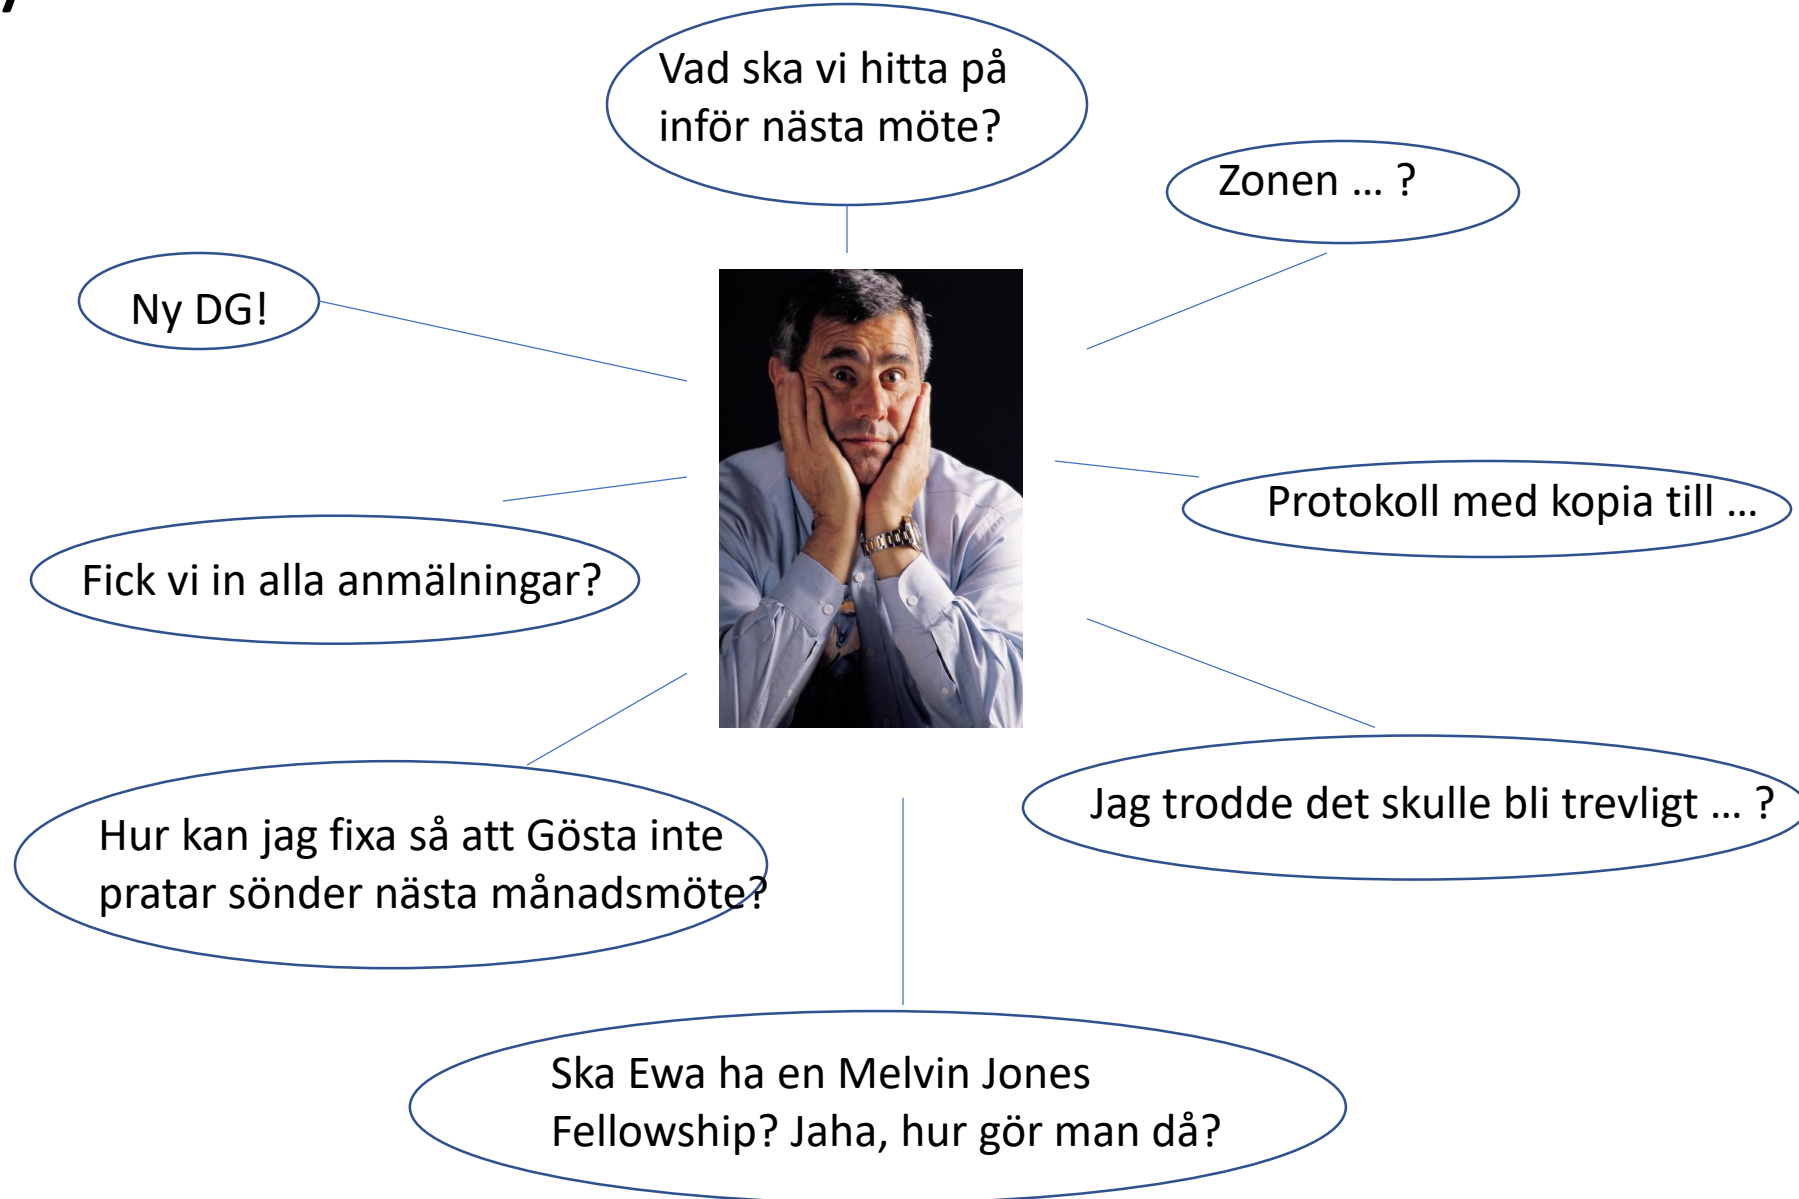 Vad ska vi hitta på
inför nästa möte?
Zonen … ?
Ny DG!
Protokoll med kopia till …
Fick vi in alla anmälningar?
Jag trodde det skulle bli trevligt … ?
Hur kan jag fixa så att Gösta inte
pratar sönder nästa månadsmöte?
Ska Ewa ha en Melvin Jones
Fellowship? Jaha, hur gör man då?